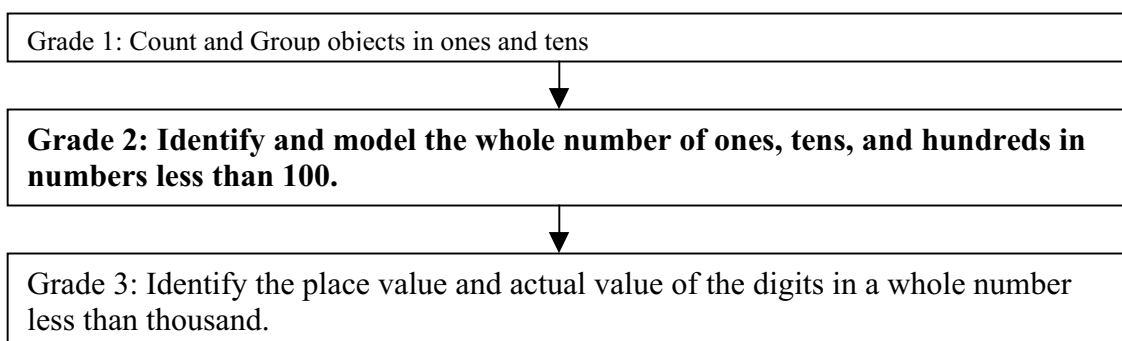 Grade 1: Count and Group objects in ones and tens
Grade 2: Identify and model the whole number of ones, tens, and hundreds in
numbers less than 100.
Grade 3: Identify the place value and actual value of the digits in a whole number
less than thousand.